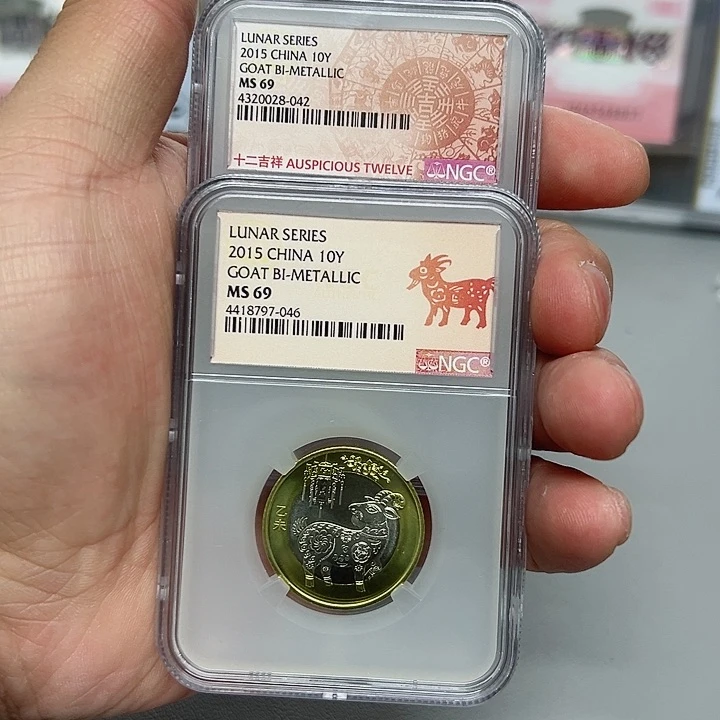 LUNAR SERIES
2015 CHINA 10Y
GOAT BI-METALLIC
MS 69
4320028-042
十二吉祥 AUSPICIOUS TWELVE
NGC®
LUNAR SERIES
2015 CHINA 10Y
GOAT BI-METALLIC
MS 69
4418797-046
NGC®
乙未